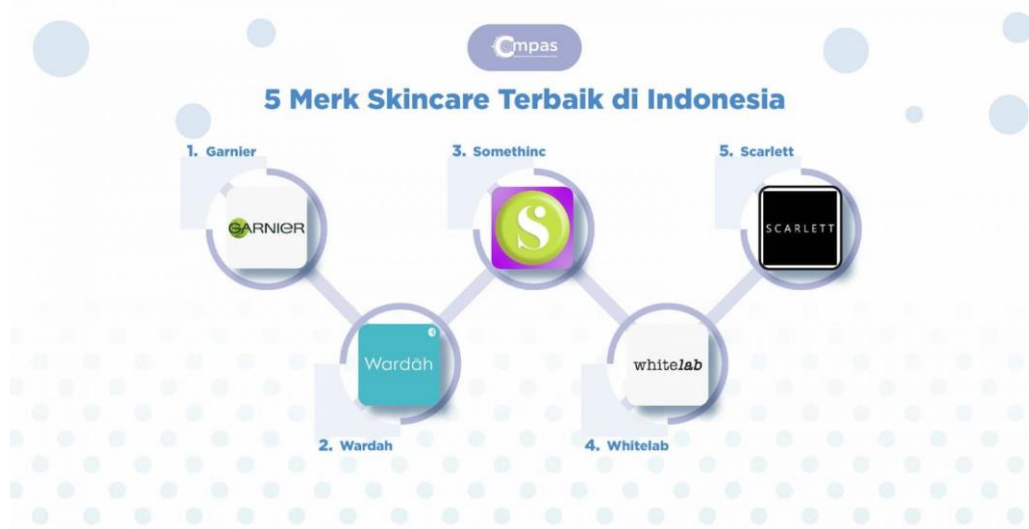 Compas
5 Merk Skincare Terbaik di Indonesia
1. Garnier
GARNIER
2. Wardah
Wardāh
3. Somethinc
S
4. Whitelab
whitelab
5. Scarlett
SCARLETT